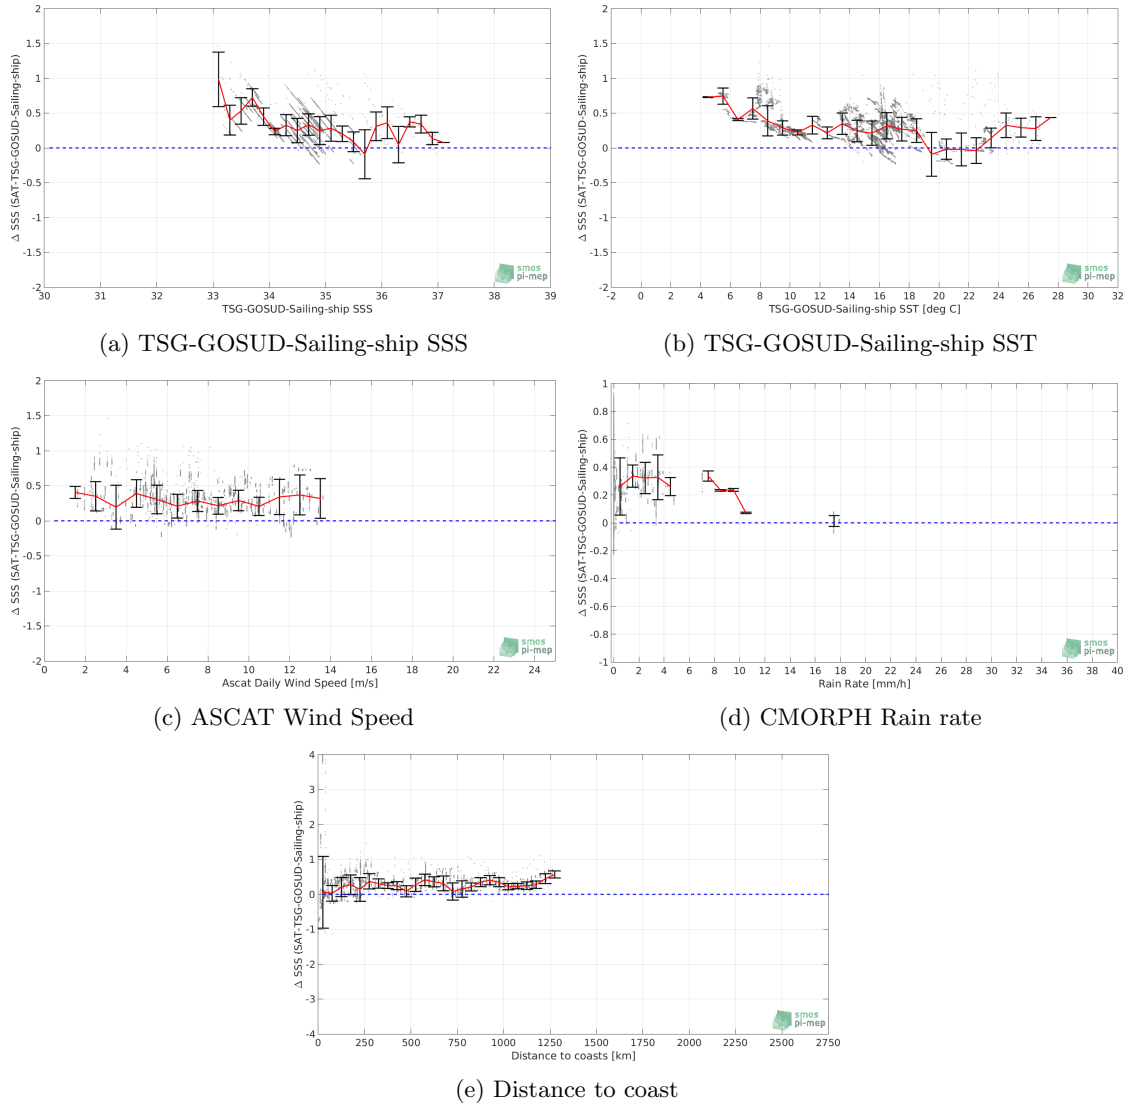 2
1.5
1
0.5
0
-0.5
-1
-1.5
-2
Δ SSS (SAT-TSG-GOSUD-Sailing-ship)
30 31 32 33 34 35 36 37 38 39
TSG-GOSUD-Sailing-ship SSS
smos
pi-mep
(a) TSG-GOSUD-Sailing-ship SSS
2
1.5
1
0.5
0
-0.5
-1
-1.5
-2
Δ SSS (SAT-TSG-GOSUD-Sailing-ship)
-2 0 2 4 6 8 10 12 14 16 18 20 22 24 26 28 30 32
TSG-GOSUD-Sailing-ship SST [deg C]
smos
pi-mep
(b) TSG-GOSUD-Sailing-ship SST
2
1.5
1
0.5
0
-0.5
-1
-1.5
-2
Δ SSS (SAT-TSG-GOSUD-Sailing-ship)
0 2 4 6 8 10 12 14 16 18 20 22 24
Ascat Daily Wind Speed [m/s]
smos
pi-mep
(c) ASCAT Wind Speed
1
0.8
0.6
0.4
0.2
0
-0.2
-0.4
-0.6
-0.8
-1
Δ SSS (SAT-TSG-GOSUD-Sailing-ship)
0 2 4 6 8 10 12 14 16 18 20 22 24 26 28 30 32 34 36 38 40
Rain Rate [mm/h]
smos
pi-mep
(d) CMORPH Rain rate
4
3
2
1
0
-1
-2
-3
-4
Δ SSS (SAT-TSG-GOSUD-Sailing-ship)
0 250 500 750 1000 1250 1500 1750 2000 2250 2500 2750
Distance to coasts [km]
smos
pi-mep
(e) Distance to coast